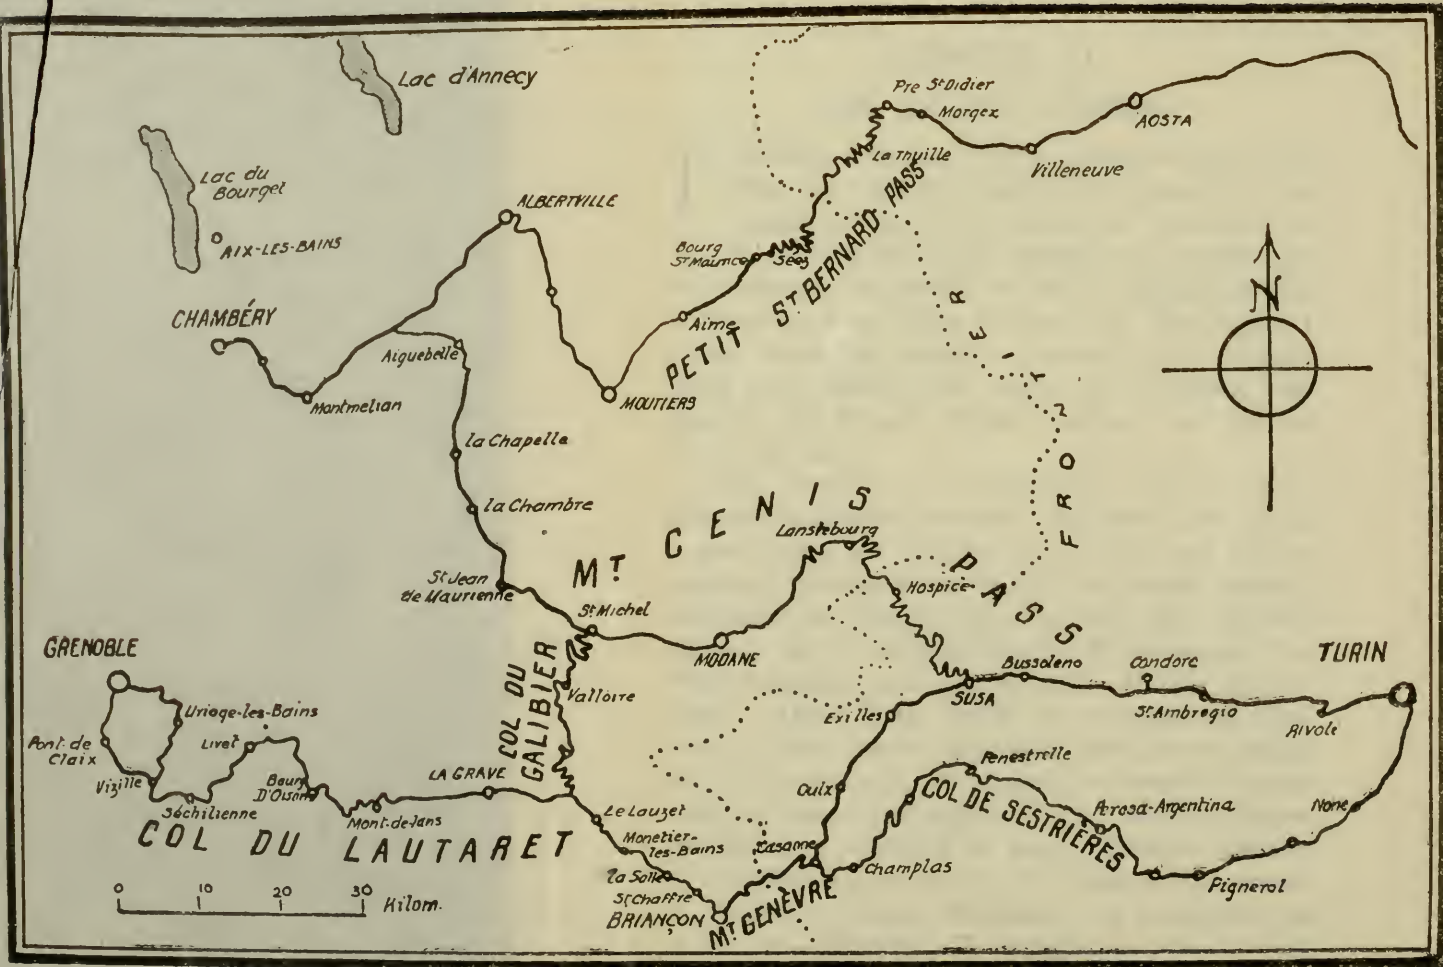 Lac d'Annecy
Pre St Didier
Morgex
AOSTA
La Thuille
Villeneuve
Lac du
Bourget
ALBERTVILLE
AIX-LES-BAINS
Bourg
St Maurice
Séez
PETIT ST BERNARD PASS
N
CHAMBÉRY
Aime
Aiguebelle
MOUTIERS
Montmelian
FRONTIER
la Chapelle
la Chambre
MT CENIS PASS
Lanslebourg
Hospice
St Jean
de Maurienne
St Michel
GRENOBLE
MODANE
Bussoleno
Condorc
TURIN
COL DU
GALIBIER
Valloire
SUSA
St Ambrogio
Rivole
Uriage-les-Bains
Livet
Exilles
Pont-de
Claix
Vizille
Bourg
D'Oisans
LA GRAVE
Fenestrelle
Oulx
Séchilienne
Mont-de-lans
Le Lauzet
COL DE SESTRIÈRES
Perosa-Argentina
None
COL DU LAUTARET
Monetier-
les-Bains
Cesanne
Champlas
la Salle
Pignerol
St Chaffre
BRIANÇON
MT GENÈVRE
0 10 20 30 Kilom.